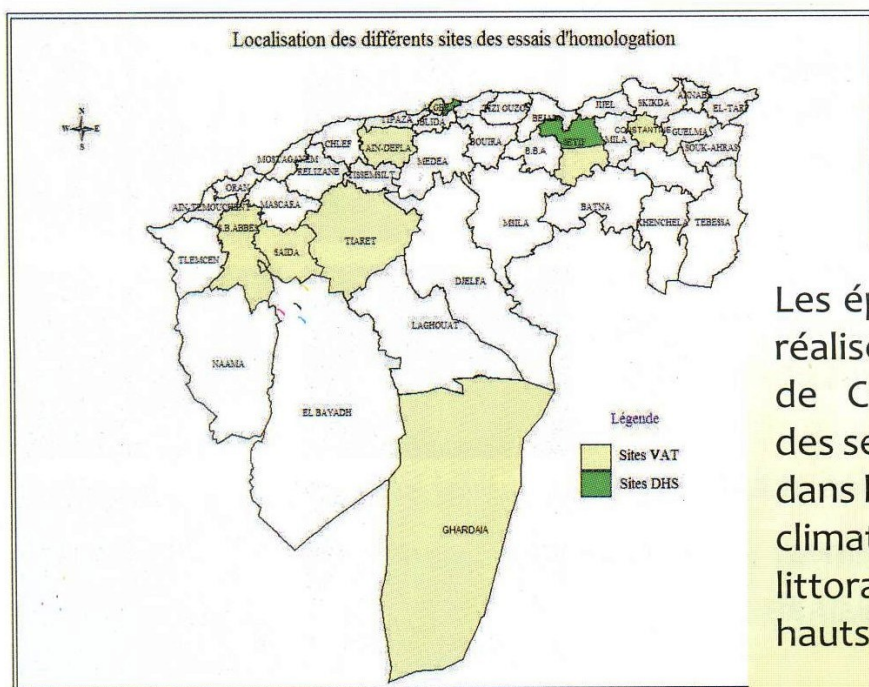 Localisation des différents sites des essais d'homologation
N
W E
S
ALGER
TIPAZA
BLIDA
TIZI OUZOU
BEJAIA
JIJEL
SKIKDA
ANNABA
EL-TARF
CHLEF
AIN-DEFLA
MEDEA
BOUIRA
B.B.A
SETIF
MILA
CONSTANTINE
GUELMA
SOUK-AHRAS
MOSTAGANEM
RELIZANE
TISSEMSILT
ORAN
AIN-TEMOUCHENT
MASCARA
S.B.ABBES
SAIDA
TIARET
TLEMCEN
MSILA
BATNA
KHENCHELA
TEBESSA
DJELFA
LAGHOUAT
NAAMA
EL BAYADH
GHARDAIA
Légende
Sites VAT
Sites DHS
Les ép
réalise
de C
des se
dans l
climat
littora
hauts